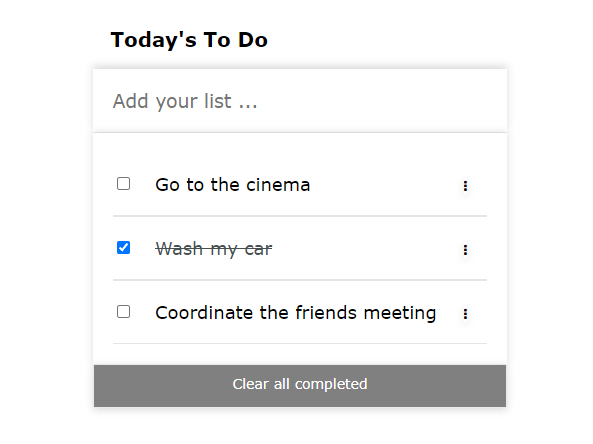 Today's To Do
Add your list ...
Go to the cinema
Wash my car
Coordinate the friends meeting
Clear all completed